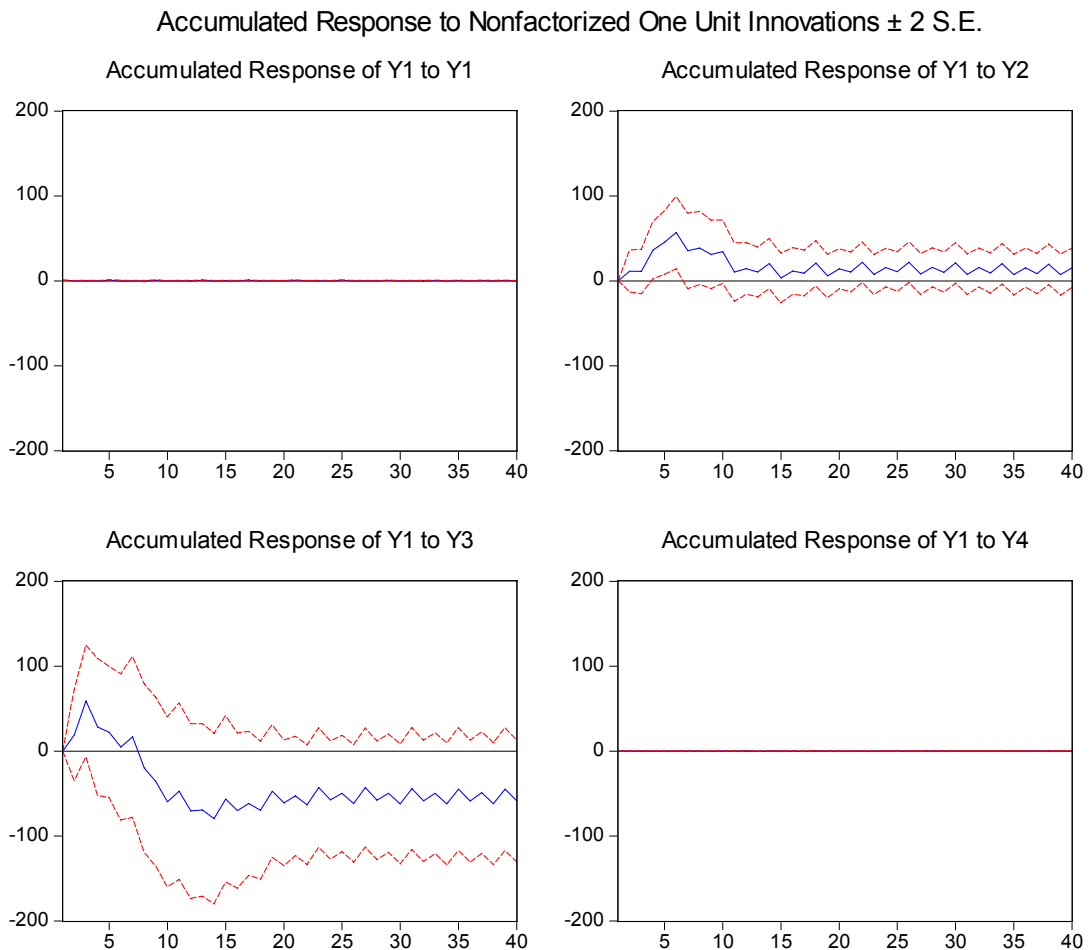 Accumulated Response to Nonfactorized One Unit Innovations ± 2 S.E.
Accumulated Response of Y1 to Y1
200
100
0
-100
-200
5 10 15 20 25 30 35 40
Accumulated Response of Y1 to Y2
200
100
0
-100
-200
5 10 15 20 25 30 35 40
Accumulated Response of Y1 to Y3
200
100
0
-100
-200
5 10 15 20 25 30 35 40
Accumulated Response of Y1 to Y4
200
100
0
-100
-200
5 10 15 20 25 30 35 40